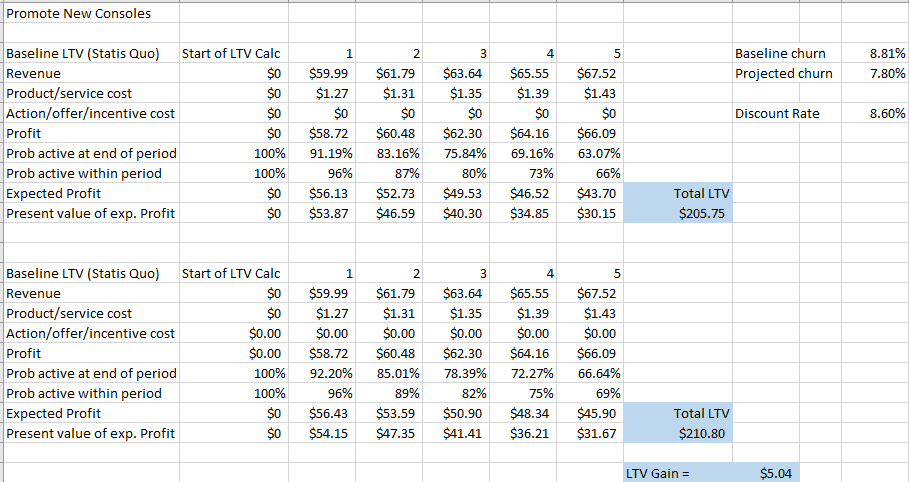 Promote New Consoles
Baseline LTV (Statis Quo) Start of LTV Calc 1 2 3 4 5 Baseline churn 8.81%
Revenue $0 $59.99 $61.79 $63.64 $65.55 $67.52 Projected churn 7.80%
Product/service cost $0 $1.27 $1.31 $1.35 $1.39 $1.43
Action/offer/incentive cost $0 $0 $0 $0 $0 $0 Discount Rate 8.60%
Profit $0 $58.72 $60.48 $62.30 $64.16 $66.09
Prob active at end of period 100% 91.19% 83.16% 75.84% 69.16% 63.07%
Prob active within period 100% 96% 87% 80% 73% 66%
Expected Profit $0 $56.13 $52.73 $49.53 $46.52 $43.70 Total LTV
Present value of exp. Profit $0 $53.87 $46.59 $40.30 $34.85 $30.15 $205.75
Baseline LTV (Statis Quo) Start of LTV Calc 1 2 3 4 5
Revenue $0 $59.99 $61.79 $63.64 $65.55 $67.52
Product/service cost $0 $1.27 $1.31 $1.35 $1.39 $1.43
Action/offer/incentive cost $0.00 $0.00 $0.00 $0.00 $0.00 $0.00
Profit $0.00 $58.72 $60.48 $62.30 $64.16 $66.09
Prob active at end of period 100% 92.20% 85.01% 78.39% 72.27% 66.64%
Prob active within period 100% 96% 89% 82% 75% 69%
Expected Profit $0 $56.43 $53.59 $50.90 $48.34 $45.90 Total LTV
Present value of exp. Profit $0 $54.15 $47.35 $41.41 $36.21 $31.67 $210.80
LTV Gain = $5.04